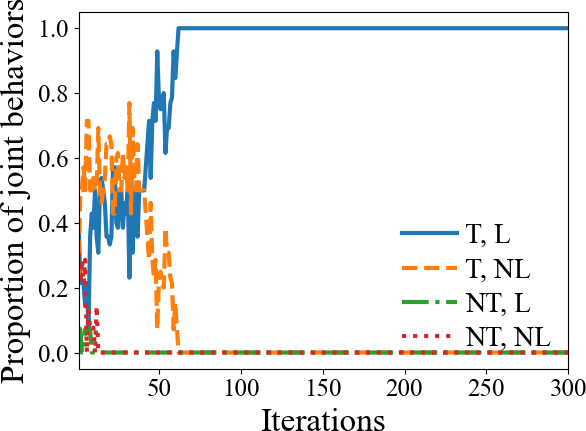 Proportion of joint behaviors
1.0
0.8
0.6
0.4
0.2
0.0
T, L
T, NL
NT, L
NT, NL
50
100
150
200
250
300
Iterations